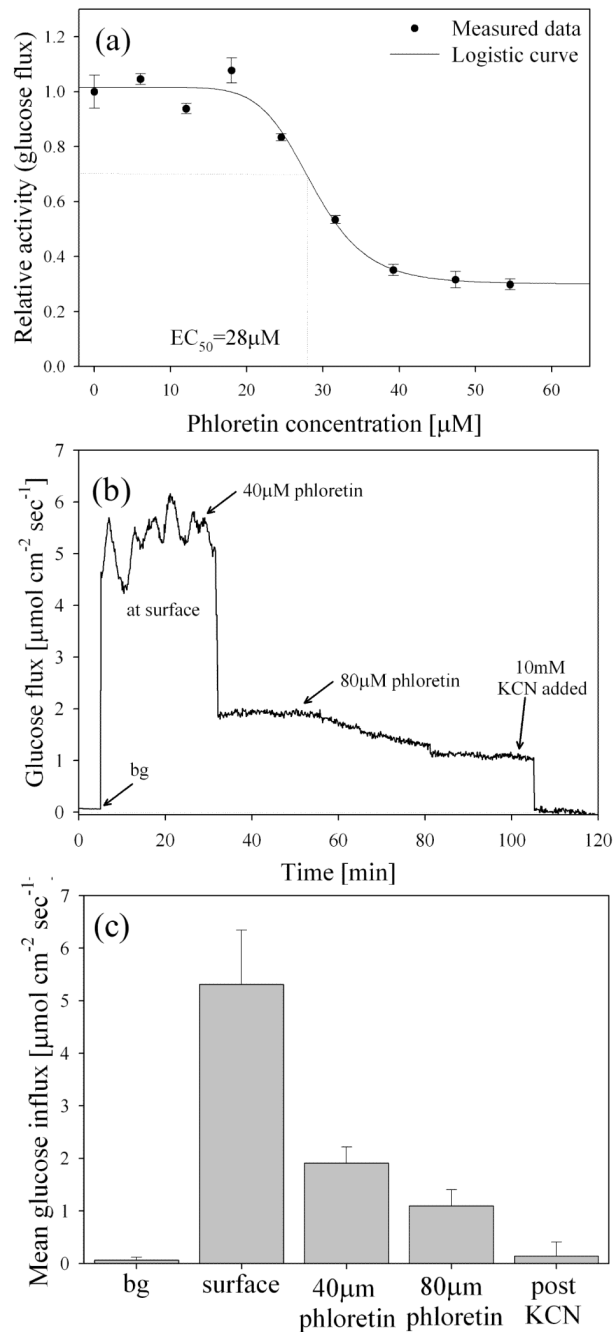 (a)
Measured data
Logistic curve
Relative activity (glucose flux)
1.2
1.0
0.8
0.6
0.4
0.2
0.0
EC50=28μM
0 10 20 30 40 50 60
Phloretin concentration [μM]
(b)
Glucose flux [μmol cm-2 sec-1]
7
6
5
4
3
2
1
0
40μM phloretin
at surface
80μM phloretin
10mM
KCN added
bg
0 20 40 60 80 100 120
Time [min]
(c)
Mean glucose influx [μmol cm-2 sec-1]
7
6
5
4
3
2
1
0
bg surface 40μm 80μm post
phloretin phloretin KCN